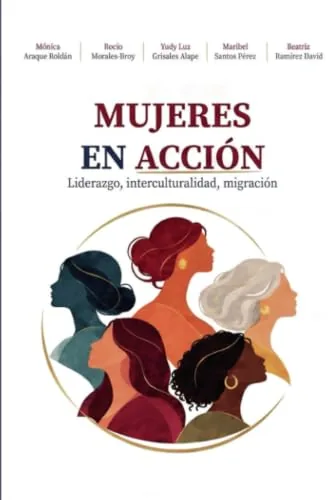 Mónica Araque Roldán
Rocío Morales-Broy
Yudy Luz Grisales Alape
Maribel Santos Pérez
Beatriz Ramírez David
MUJERES
EN ACCIÓN
Liderazgo, interculturalidad, migración